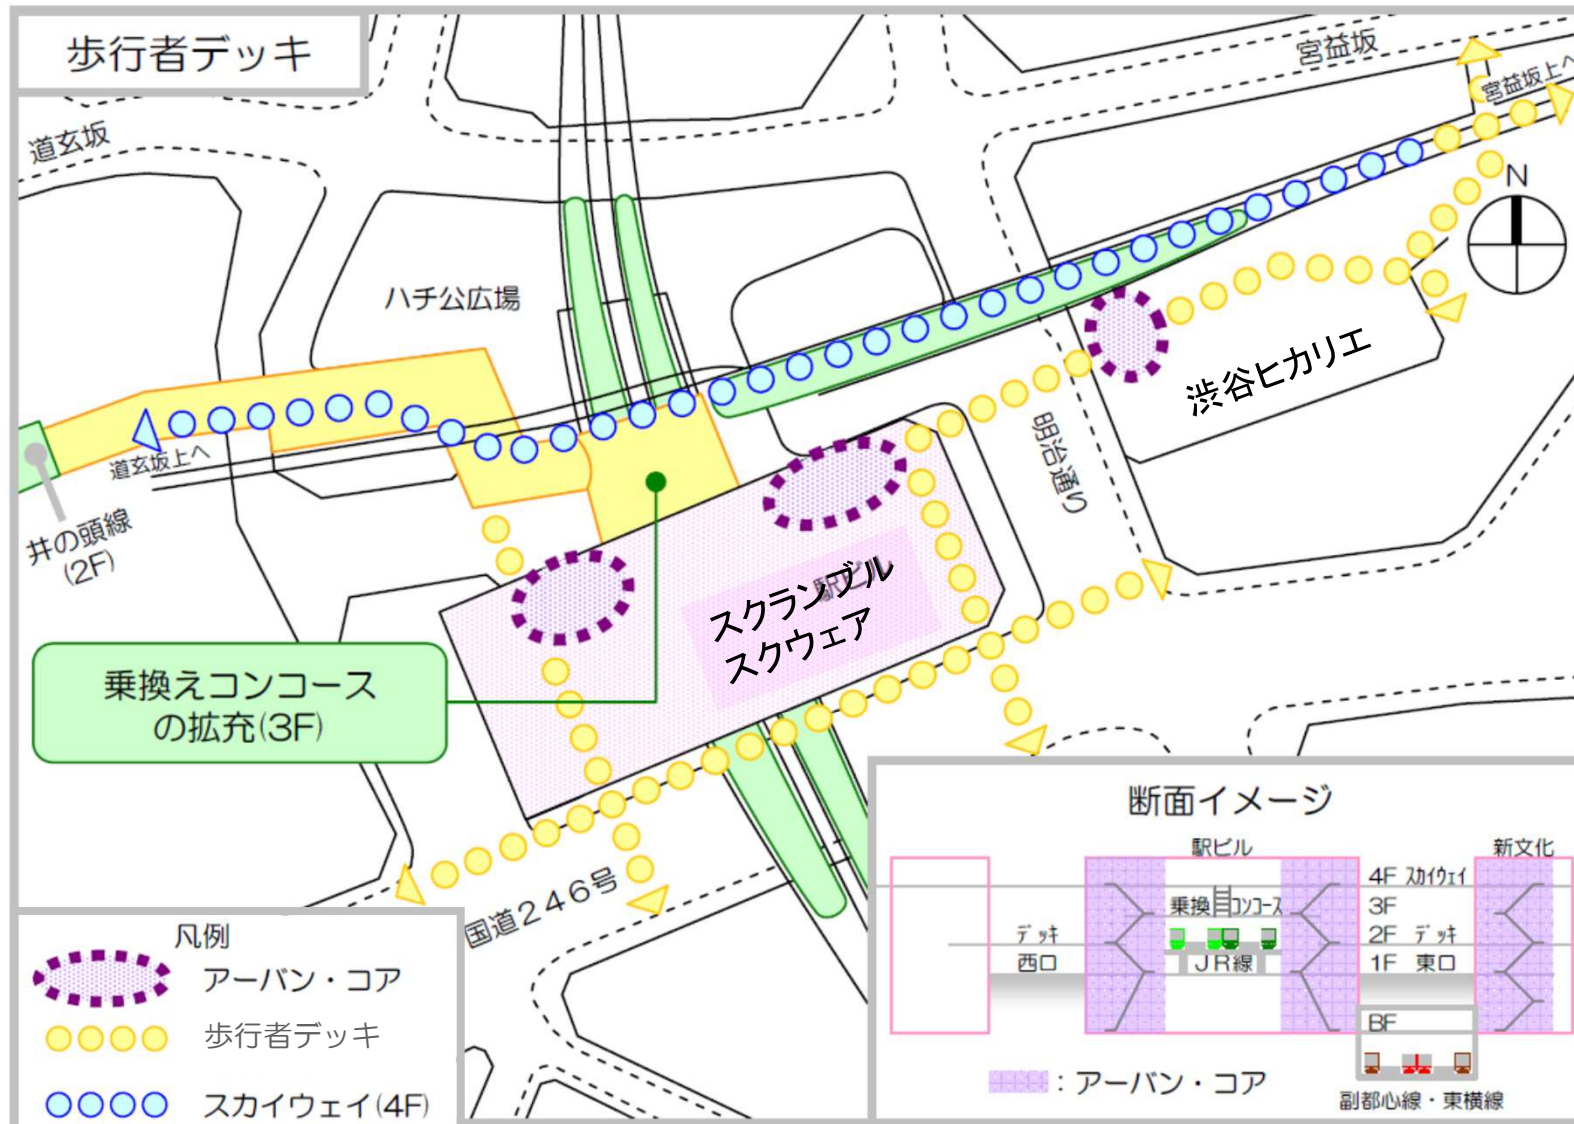 歩行者デッキ
宮益坂
宮益坂上へ
道玄坂
N
ハチ公広場
渋谷ヒカリエ
明治通り
道玄坂上へ
井の頭線
(2F)
駅ビル
スクランブル
スクウェア
乗換えコンコース
の拡充(3F)
国道246号
凡例
アーバン・コア
歩行者デッキ
スカイウェイ(4F)
断面イメージ
駅ビル
新文化
4F スカイウェイ
乗換 コンコース
3F
デッキ
2F デッキ
西口
JR線
1F 東口
BF
：アーバン・コア
副都心線・東横線